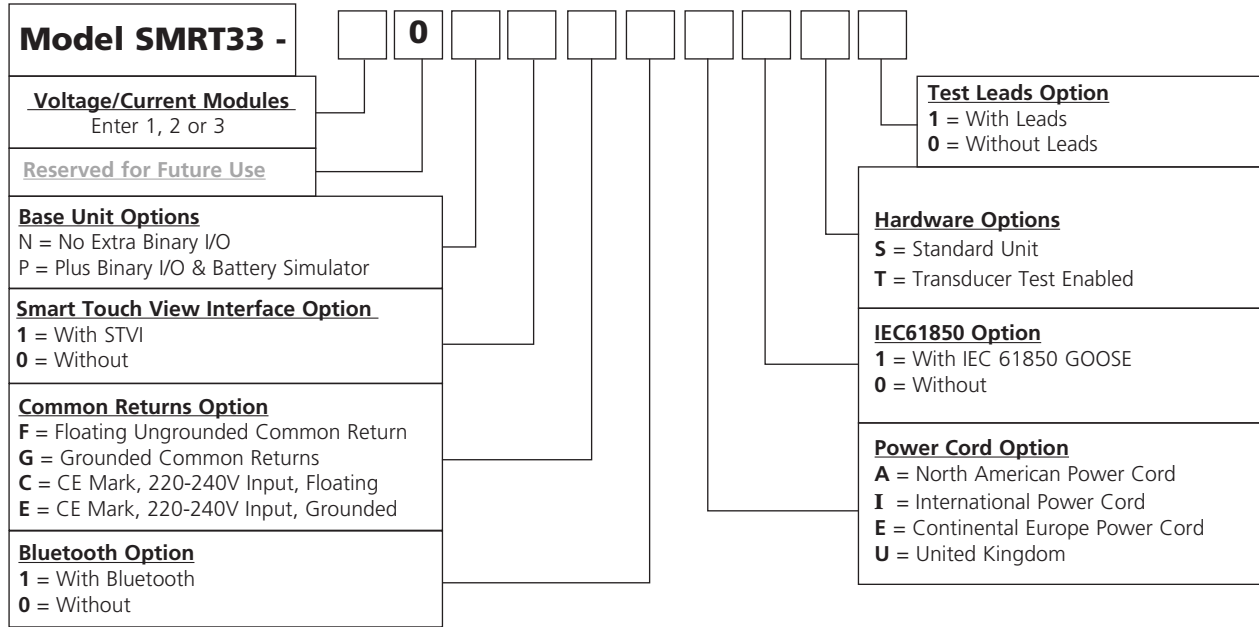 Model SMRT33 -
0
Voltage/Current Modules
Enter 1, 2 or 3
Reserved for Future Use
Base Unit Options
N = No Extra Binary I/O
P = Plus Binary I/O & Battery Simulator
Smart Touch View Interface Option
1 = With STVI
0 = Without
Common Returns Option
F = Floating Ungrounded Common Return
G = Grounded Common Returns
C = CE Mark, 220-240V Input, Floating
E = CE Mark, 220-240V Input, Grounded
Bluetooth Option
1 = With Bluetooth
0 = Without
Test Leads Option
1 = With Leads
0 = Without Leads
Hardware Options
S = Standard Unit
T = Transducer Test Enabled
IEC61850 Option
1 = With IEC 61850 GOOSE
0 = Without
Power Cord Option
A = North American Power Cord
I = International Power Cord
E = Continental Europe Power Cord
U = United Kingdom